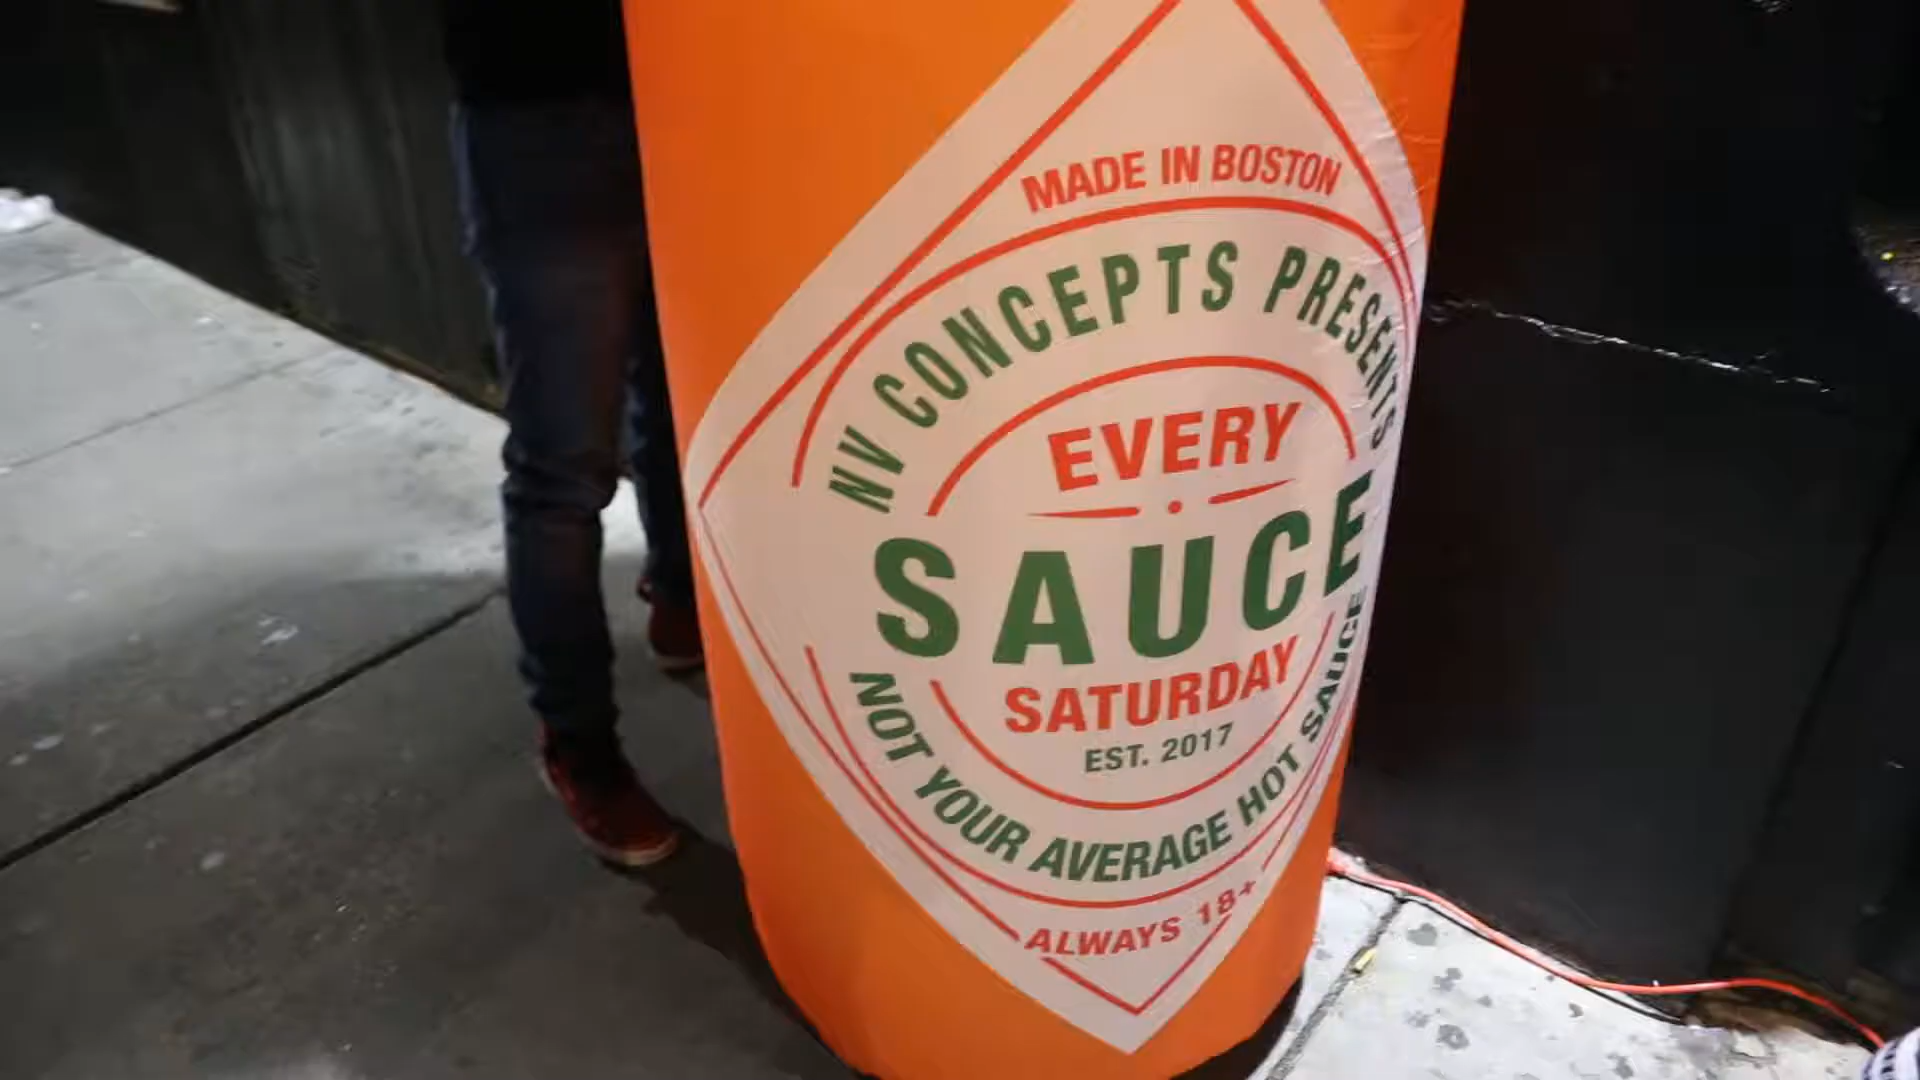 MADE IN BOSTON
NV CONCEPTS PRESENTS
EVERY
SAUCE
SATURDAY
EST. 2017
NOT YOUR AVERAGE HOT SAUCE
ALWAYS 18+